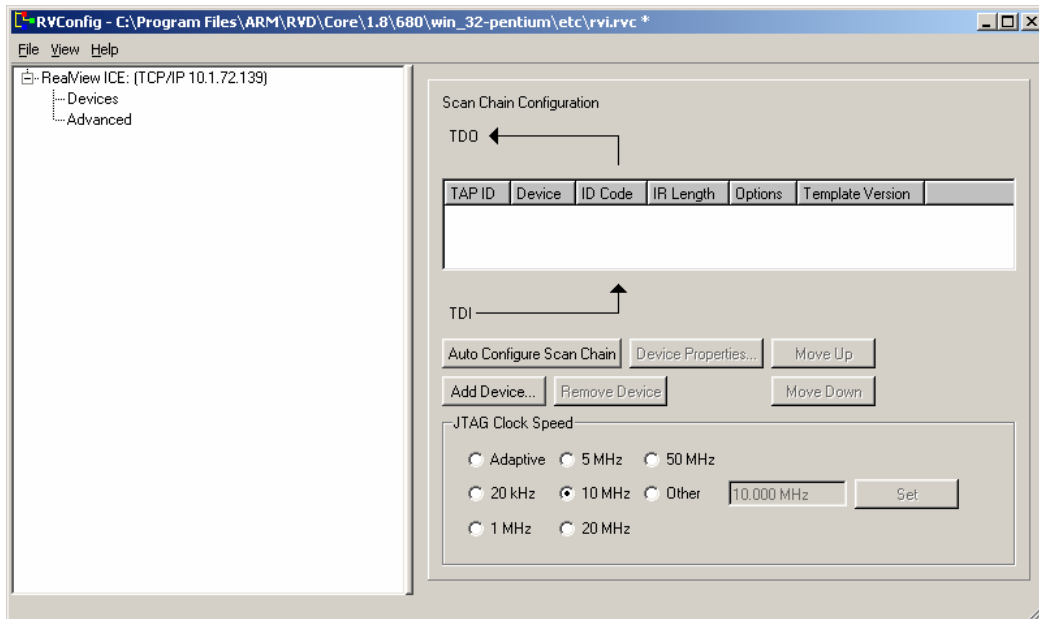 RVConfig - C:\Program Files\ARM\RVD\Core\1.8\680\win_32-pentium\etc\rvi.rvc *
File View Help
RealView ICE: (TCP/IP 10.1.72.139)
Devices
Advanced
Scan Chain Configuration
TDO
TAP ID Device ID Code IR Length Options Template Version
TDI
Auto Configure Scan Chain Device Properties... Move Up
Add Device... Remove Device Move Down
JTAG Clock Speed
Adaptive 5 MHz 50 MHz
20 kHz 10 MHz Other 10.000 MHz Set
1 MHz 20 MHz